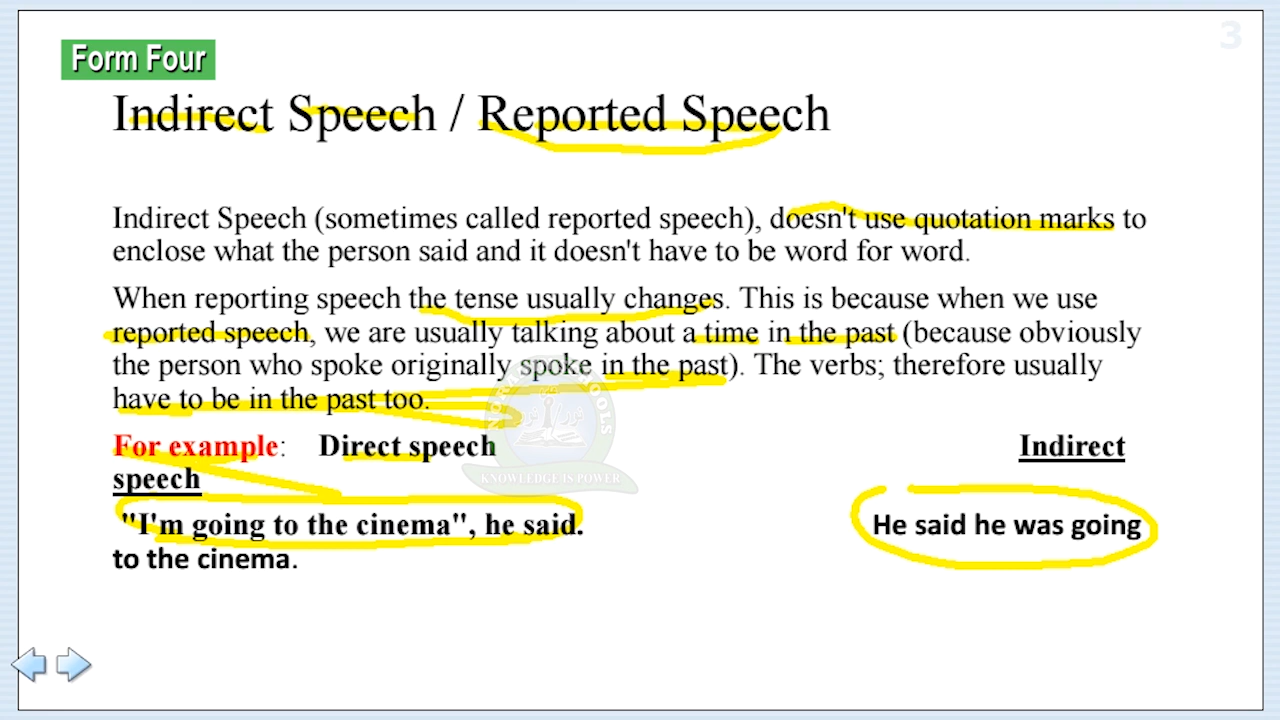 3
Form Four
Indirect Speech / Reported Speech
Indirect Speech (sometimes called reported speech), doesn't use quotation marks to
enclose what the person said and it doesn't have to be word for word.
When reporting speech the tense usually changes. This is because when we use
reported speech, we are usually talking about a time in the past (because obviously
the person who spoke originally spoke in the past). The verbs; therefore usually
have to be in the past too.
For example: Direct speech Indirect
speech
"I'm going to the cinema", he said. He said he was going
to the cinema.
KNOWLEDGE IS POWER